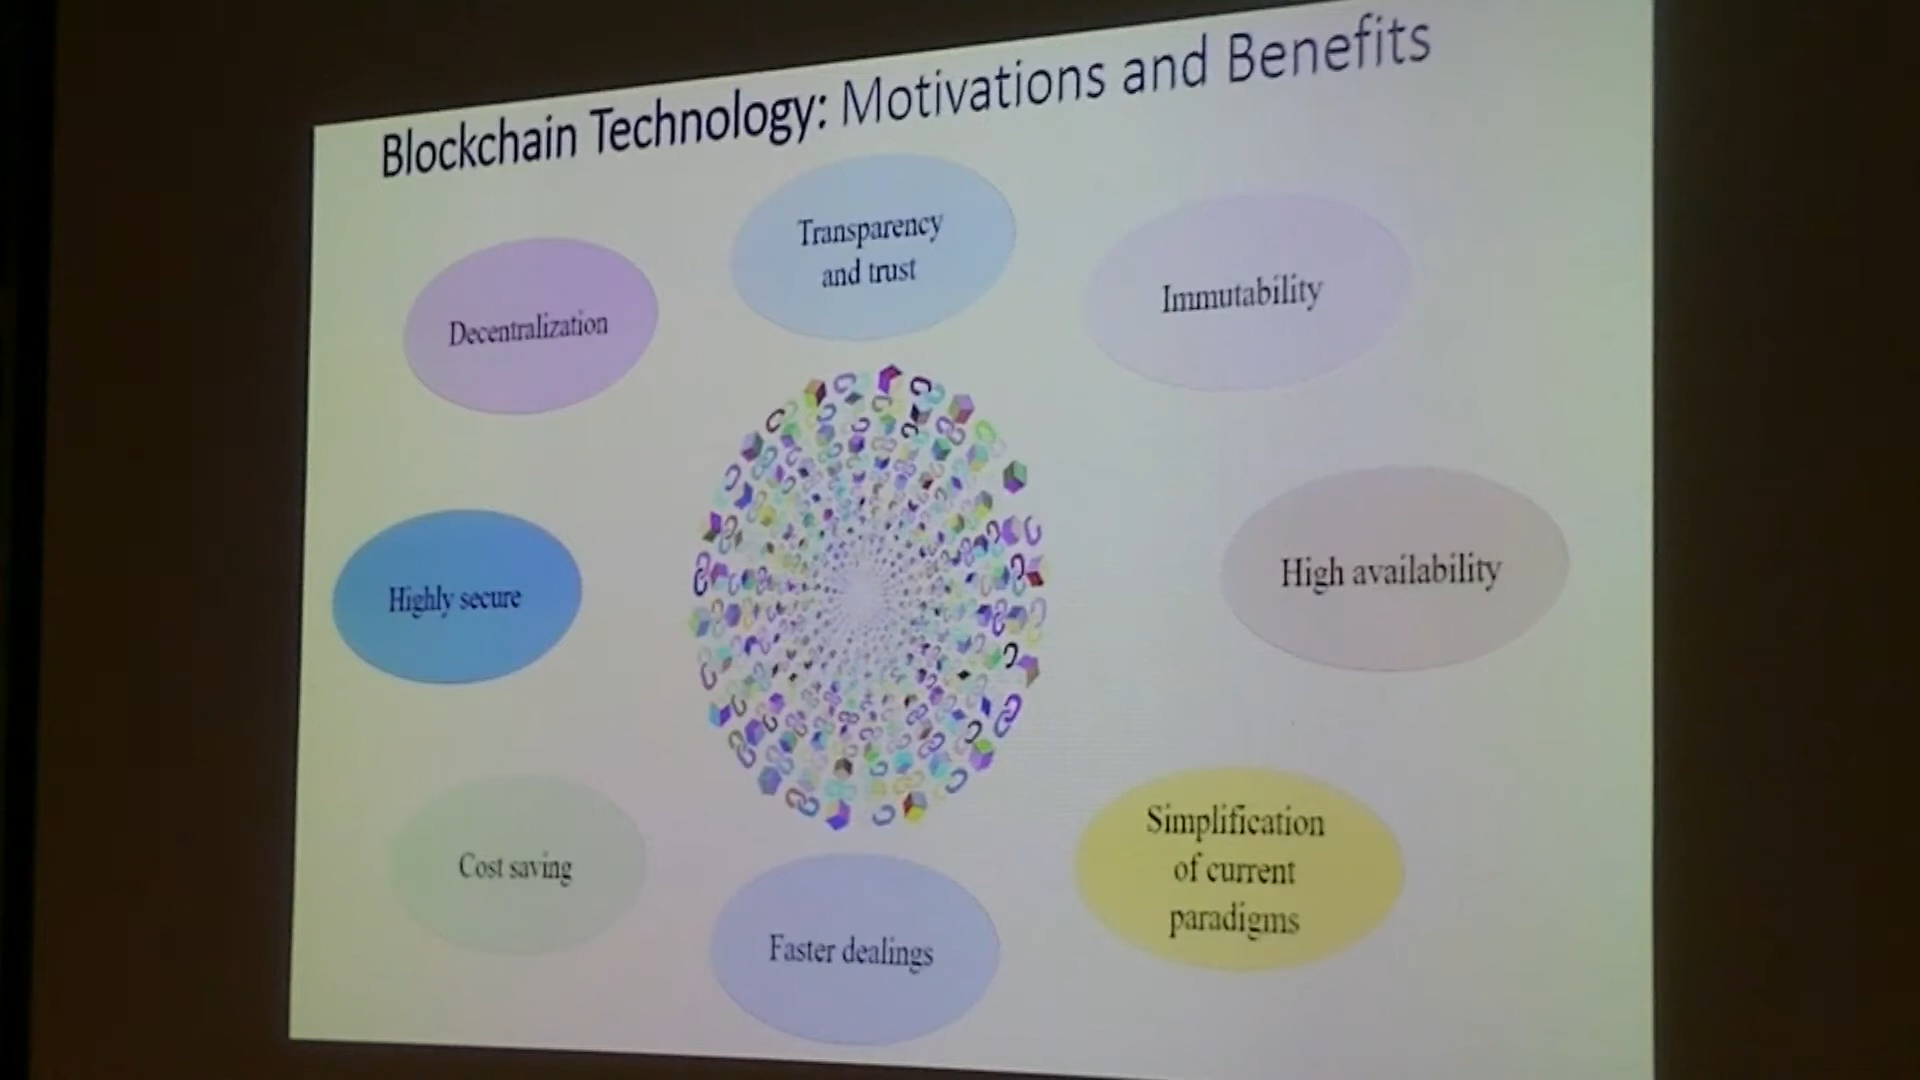 Blockchain Technology: Motivations and Benefits
Transparency
and trust
Immutability
Decentralization
High availability
Highly secure
Simplification
of current
paradigms
Cost saving
Faster dealings